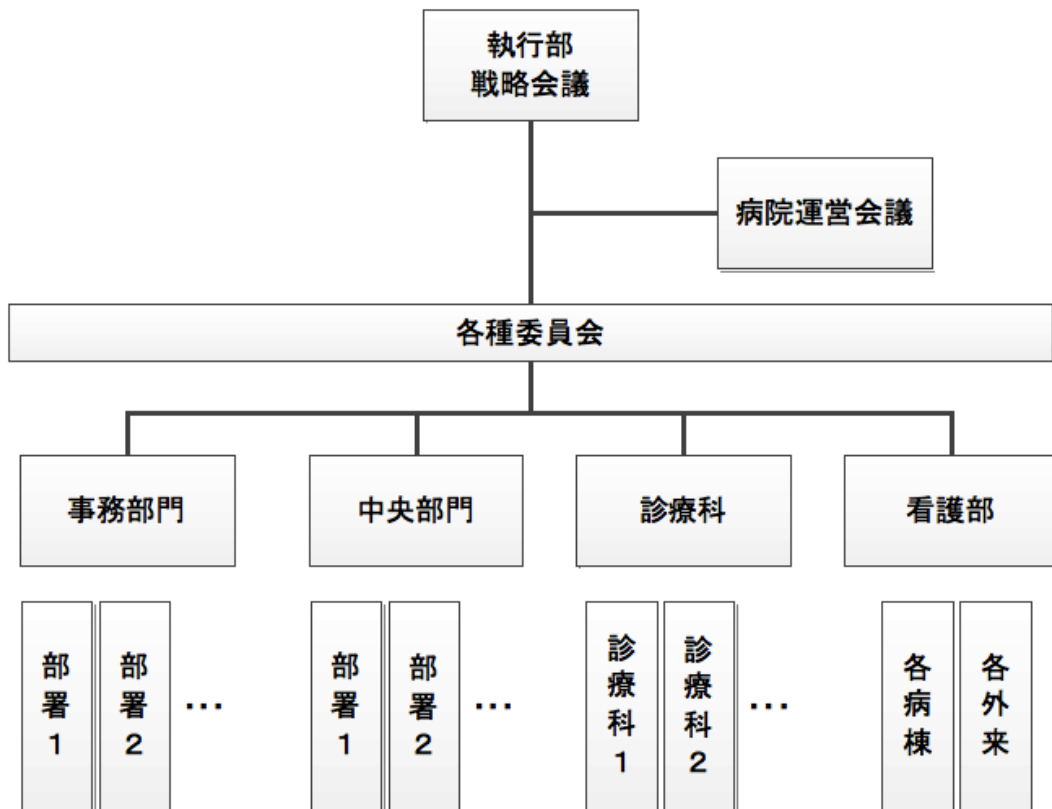 執行部
戦略会議
病院運営会議
各種委員会
事務部門
中央部門
診療科
看護部
部署1
部署2
…
部署1
部署2
…
診療科1
診療科2
…
各病棟
各外来